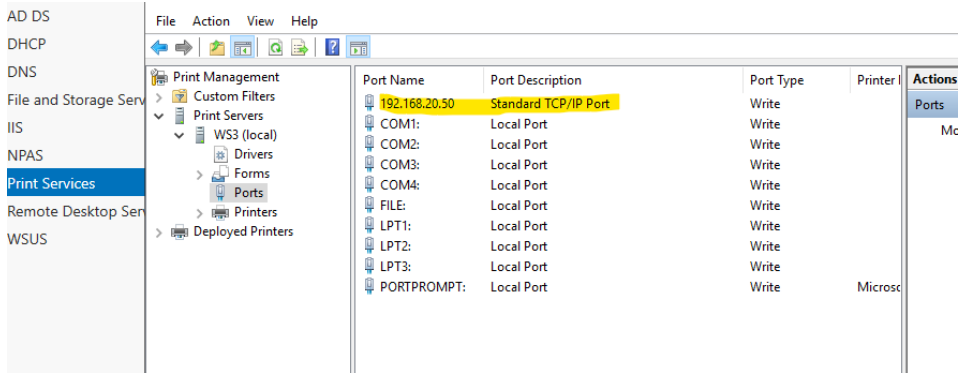 AD DS
DHCP
DNS
File and Storage Serv
IIS
NPAS
Print Services
Remote Desktop Ser
WSUS
File Action View Help
Print Management
Custom Filters
Print Servers
WS3 (local)
Drivers
Forms
Ports
Printers
Deployed Printers
Port Name Port Description Port Type Printer
192.168.20.50 Standard TCP/IP Port Write
COM1: Local Port Write
COM2: Local Port Write
COM3: Local Port Write
COM4: Local Port Write
FILE: Local Port Write
LPT1: Local Port Write
LPT2: Local Port Write
LPT3: Local Port Write
PORTPROMPT: Local Port Write Microso
Actions
Ports
Mo